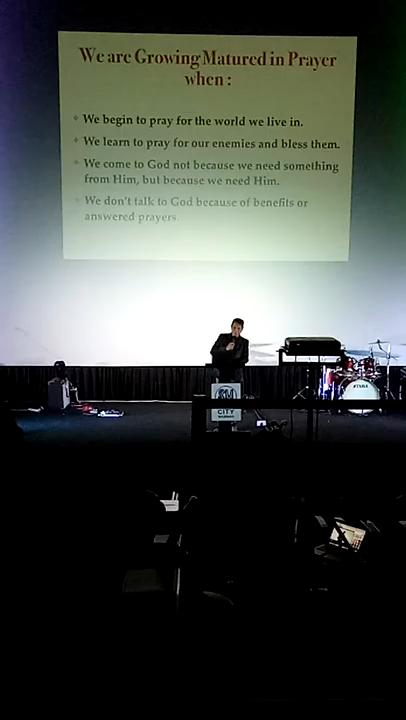 We are Growing Matured in Prayer
when :
We begin to pray for the world we live in.
We learn to pray for our enemies and bless them.
We come to God not because we need something
from Him, but because we need Him.
We don't talk to God because of benefits or
answered prayers.
CITY
TAMA